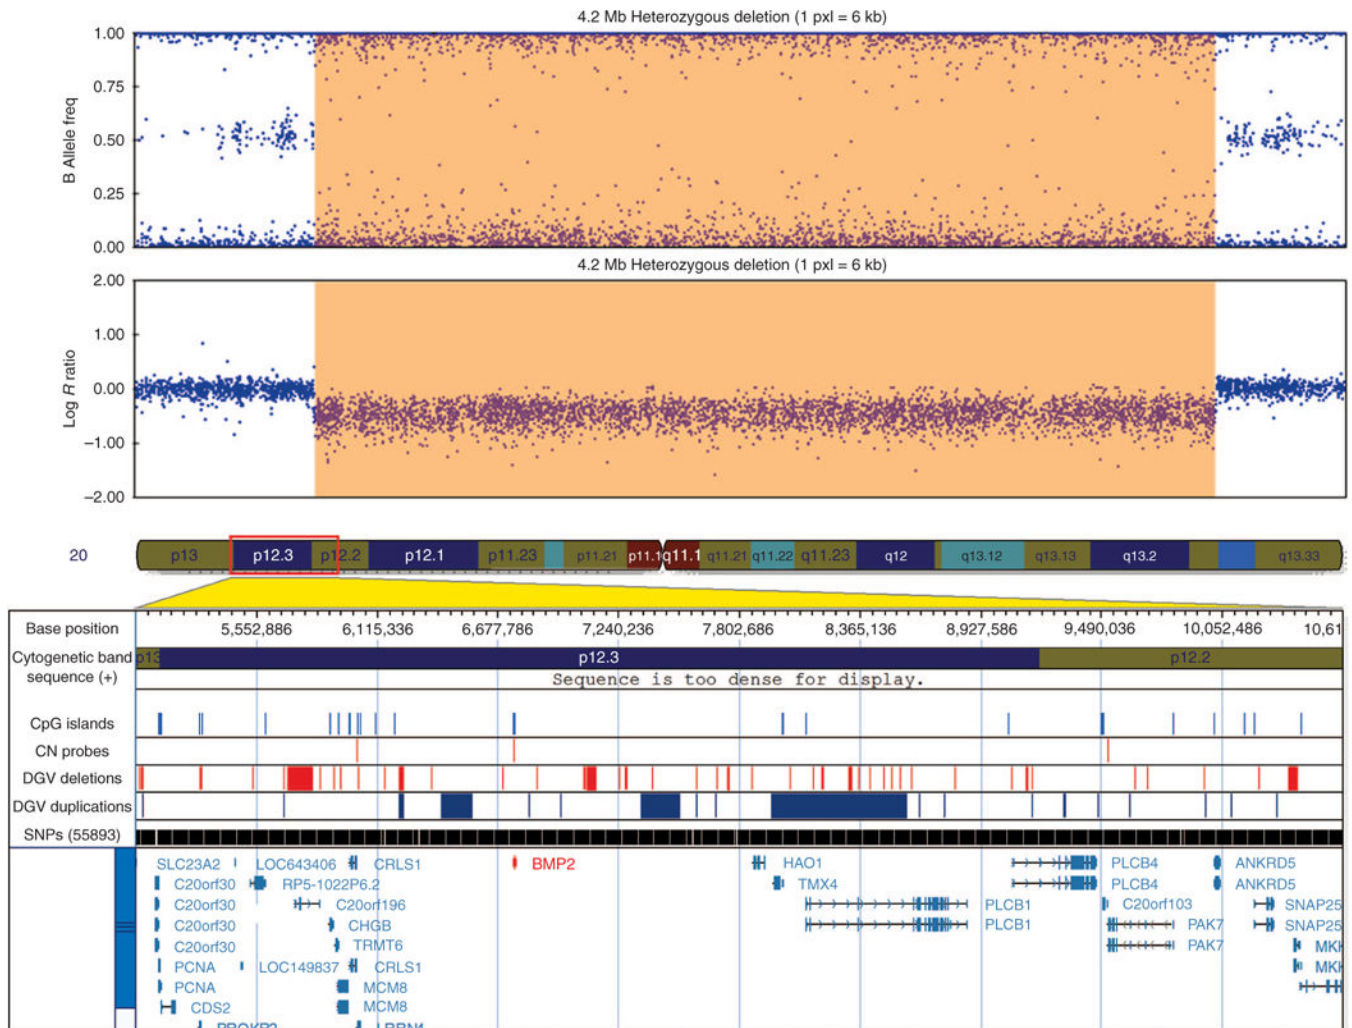 4.2 Mb Heterozygous deletion (1 pxl = 6 kb)
B Allele freq
1.00
0.75
0.50
0.25
0.00
4.2 Mb Heterozygous deletion (1 pxl = 6 kb)
Log R ratio
2.00
1.00
0.00
−1.00
−2.00
20 p13 p12.3 p12.2 p12.1 p11.23 p11.21 p11.1 q11.1 q11.21 q11.22 q11.23 q12 q13.12 q13.13 q13.2 q13.33
Base position 5,552,886 6,115,336 6,677,786 7,240,236 7,802,686 8,365,136 8,927,586 9,490,036 10,052,486 10,61
Cytogenetic band p13 p12.3 p12.2
sequence (+) Sequence is too dense for display.
CpG islands
CN probes
DGV deletions
DGV duplications
SNPs (55893)
SLC23A2 LOC643406 CRLS1 BMP2 HAO1 PLCB4 ANKRD5
C20orf30 RP5-1022P6.2 TMX4 PLCB4 ANKRD5
C20orf30 C20orf196 PLCB1 C20orf103 SNAP25
C20orf30 CHGB PLCB1 PAK7 SNAP25
C20orf30 TRMT6 PAK7 MKK
PCNA LOC149837 CRLS1 MKK
PCNA MCM8
CDS2 MCM8
PROKR2 LRRN4